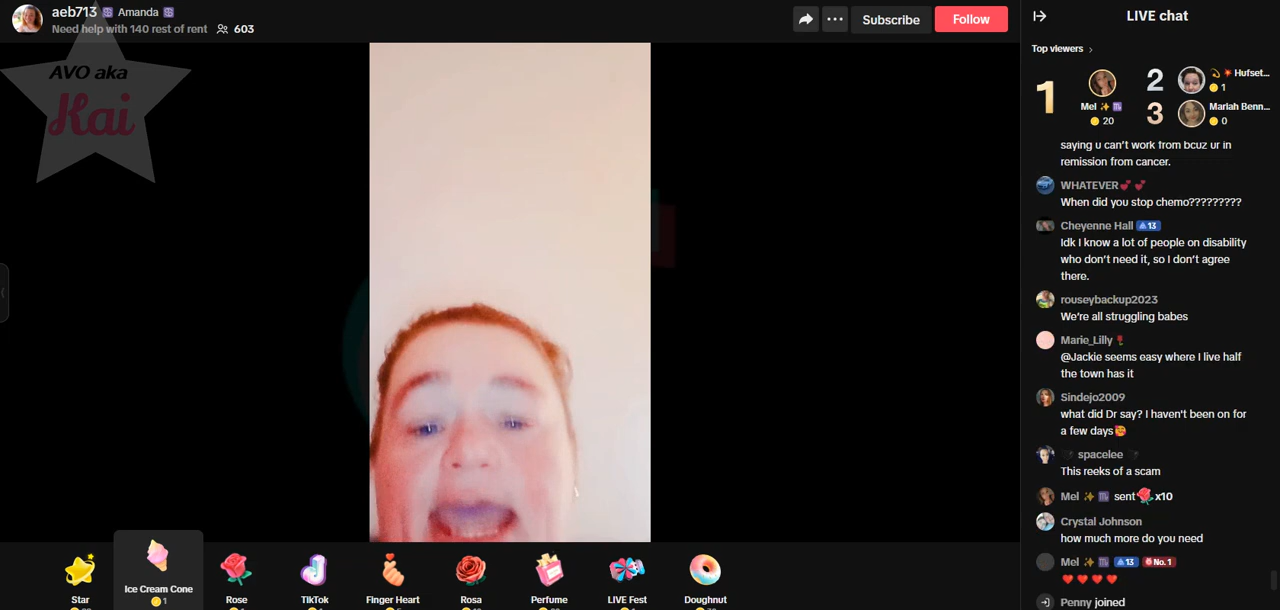 aeb713 Amanda
Need help with 140 rest of rent 603
Subscribe
Follow
AVO aka
Kai
LIVE chat
Top viewers >
1
Mel
20
2
Hufset...
1
3
Mariah Benn...
0
saying u can't work from bcuz ur in
remission from cancer.
WHATEVER
When did you stop chemo?????????
Cheyenne Hall 13
Idk I know a lot of people on disability
who don't need it, so I don't agree
there.
rouseybackup2023
We're all struggling babes
Marie_Lilly
@Jackie seems easy where I live half
the town has it
Sindejo2009
what did Dr say? I haven't been on for
a few days
spacelee
This reeks of a scam
Mel sent x10
Crystal Johnson
how much more do you need
Mel 13 No. 1
Penny joined
Star
Ice Cream Cone
1
Rose
TikTok
Finger Heart
Rosa
Perfume
LIVE Fest
Doughnut